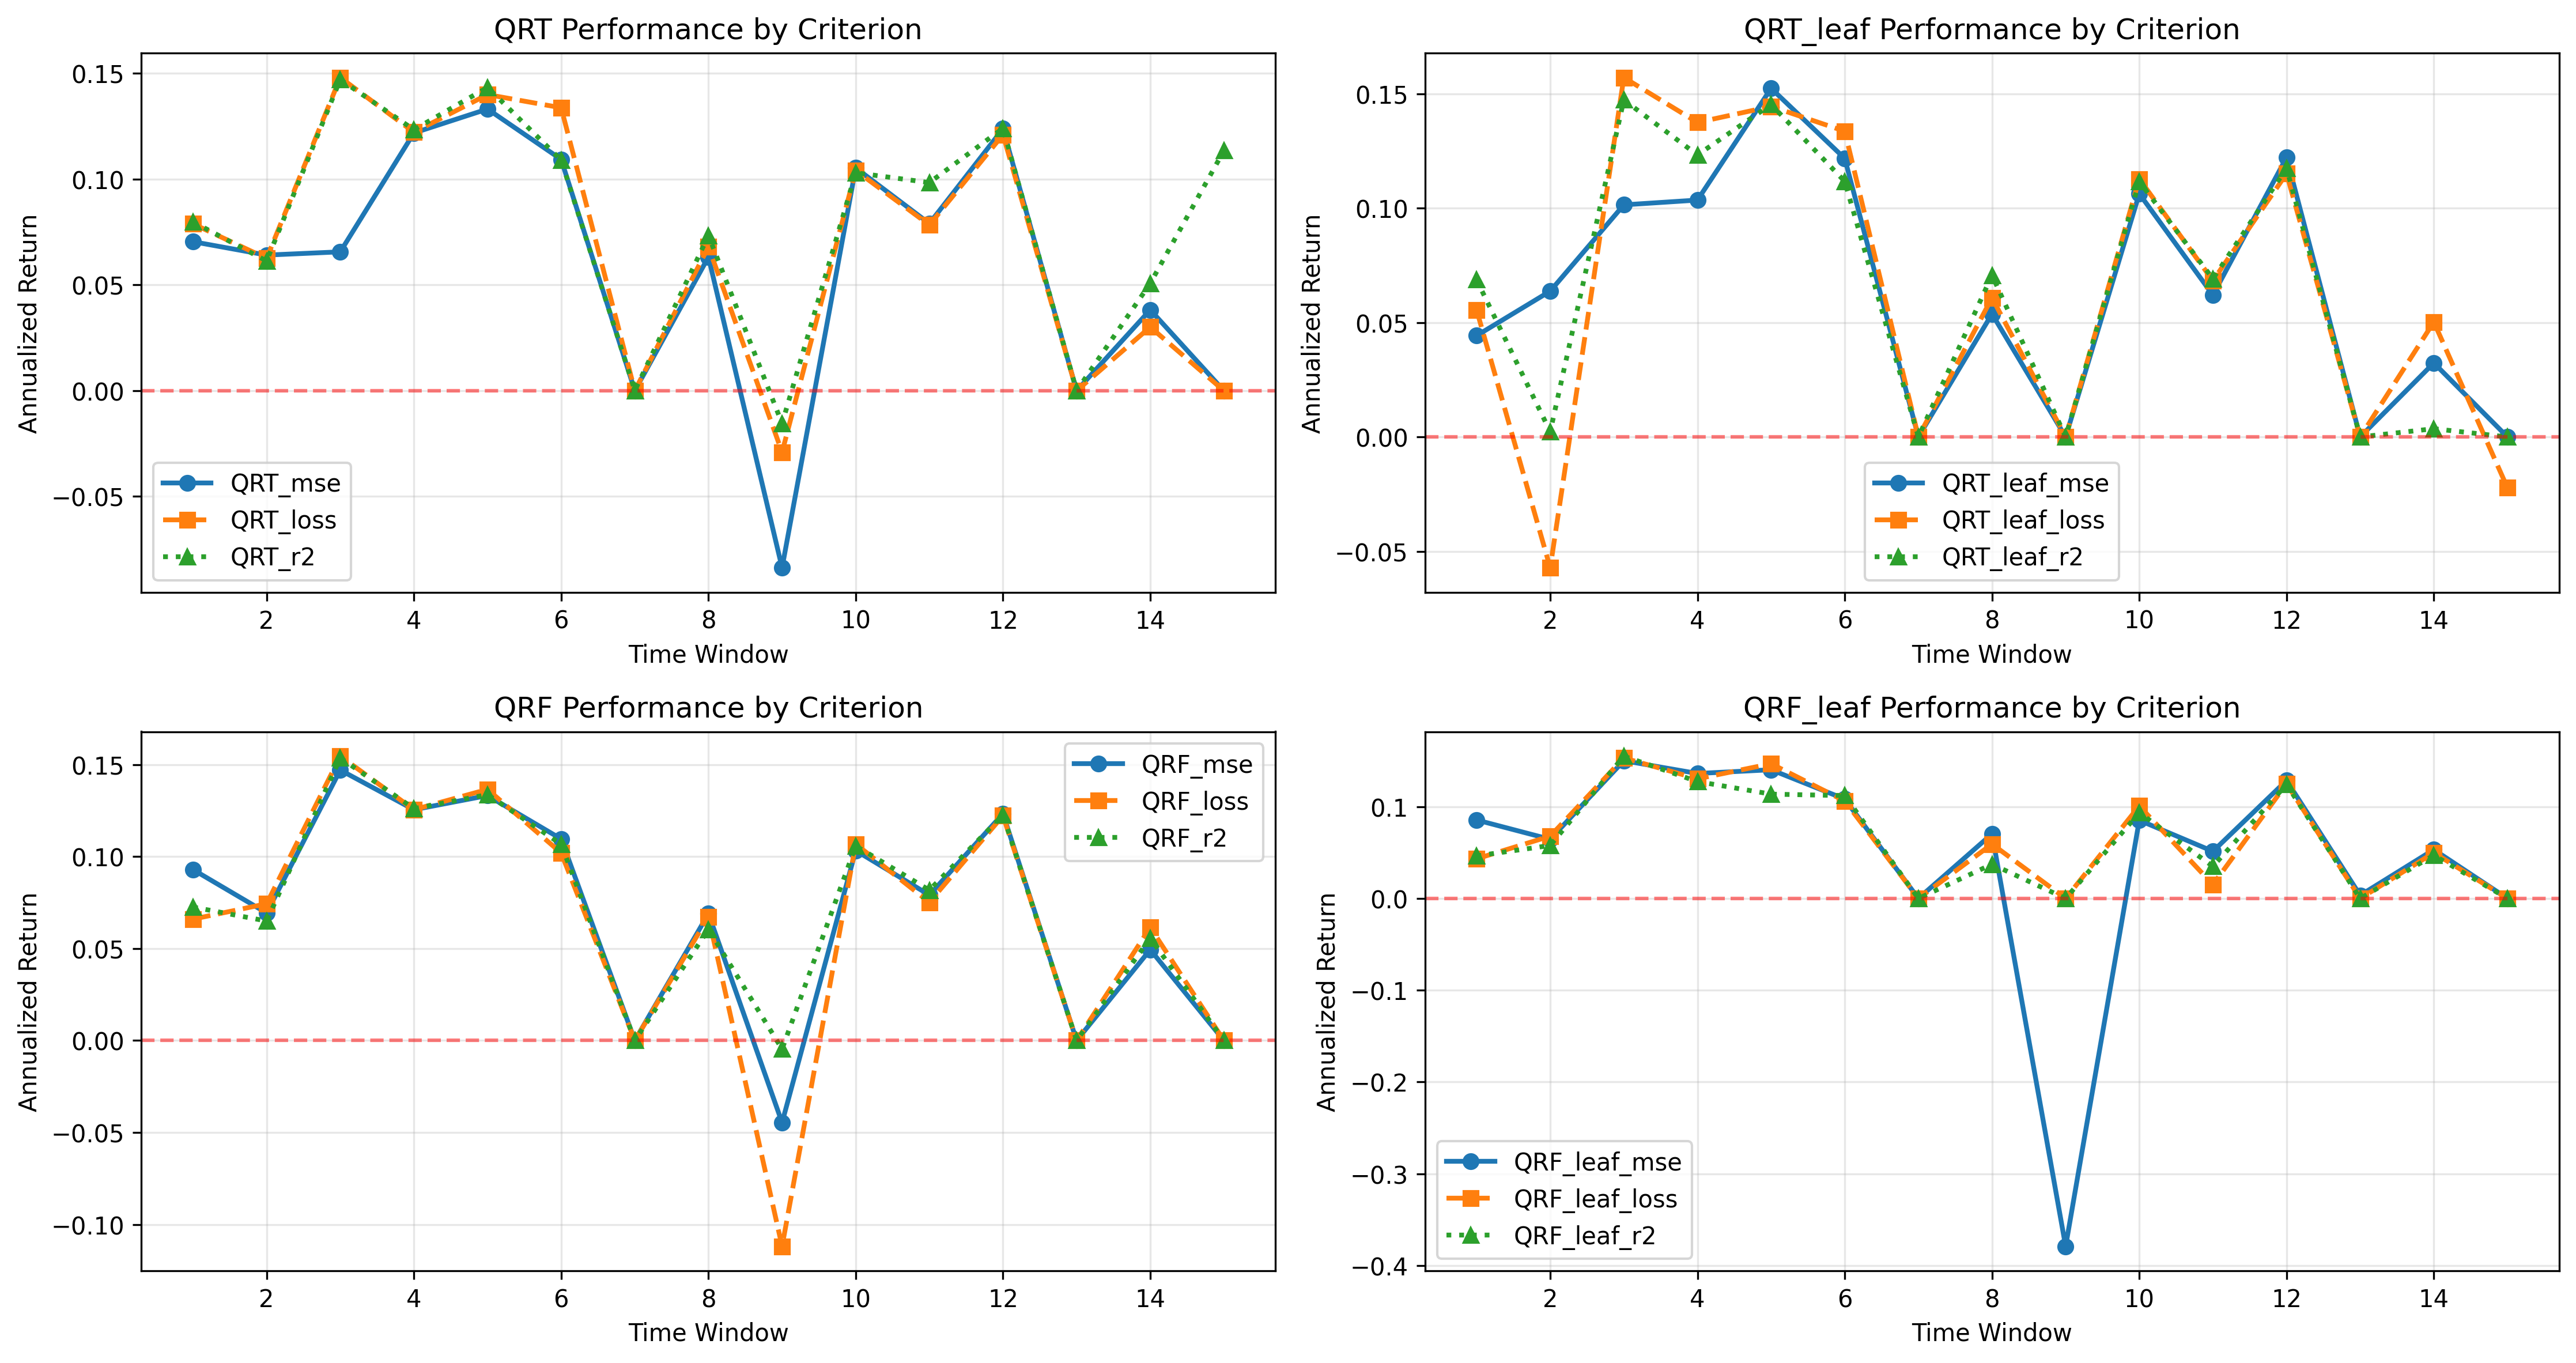 QRT Performance by Criterion
Annualized Return
0.15
0.10
0.05
0.00
−0.05
QRT_mse
QRT_loss
QRT_r2
2 4 6 8 10 12 14
Time Window
QRT_leaf Performance by Criterion
Annualized Return
0.15
0.10
0.05
0.00
−0.05
QRT_leaf_mse
QRT_leaf_loss
QRT_leaf_r2
2 4 6 8 10 12 14
Time Window
QRF Performance by Criterion
Annualized Return
0.15
0.10
0.05
0.00
−0.05
−0.10
QRF_mse
QRF_loss
QRF_r2
2 4 6 8 10 12 14
Time Window
QRF_leaf Performance by Criterion
Annualized Return
0.1
0.0
−0.1
−0.2
−0.3
−0.4
QRF_leaf_mse
QRF_leaf_loss
QRF_leaf_r2
2 4 6 8 10 12 14
Time Window